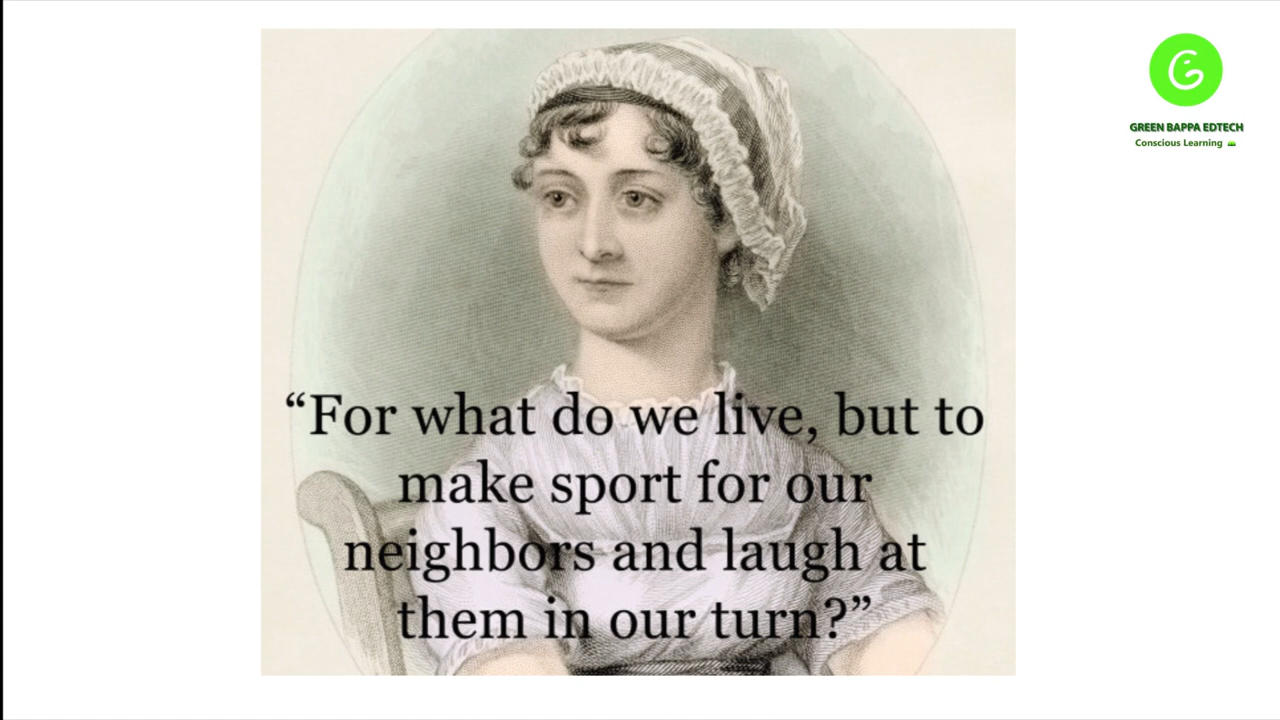 GREEN BAPPA EDTECH
Conscious Learning
“For what do we live, but to
make sport for our
neighbors and laugh at
them in our turn?”